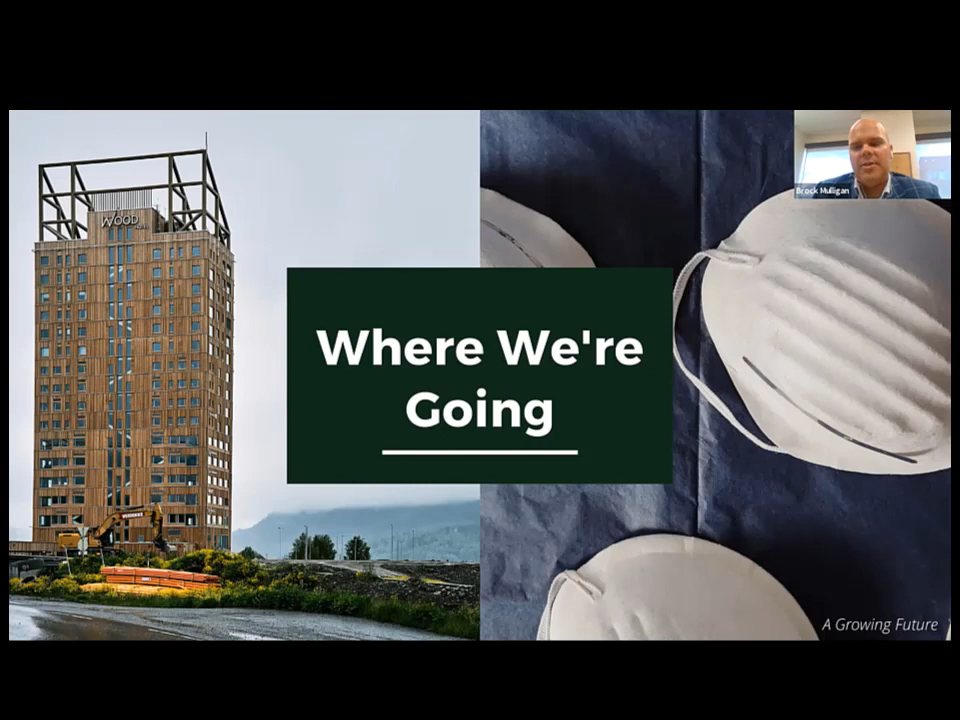 WOOD
Brock Mulligan
Where We're
Going
A Growing Future